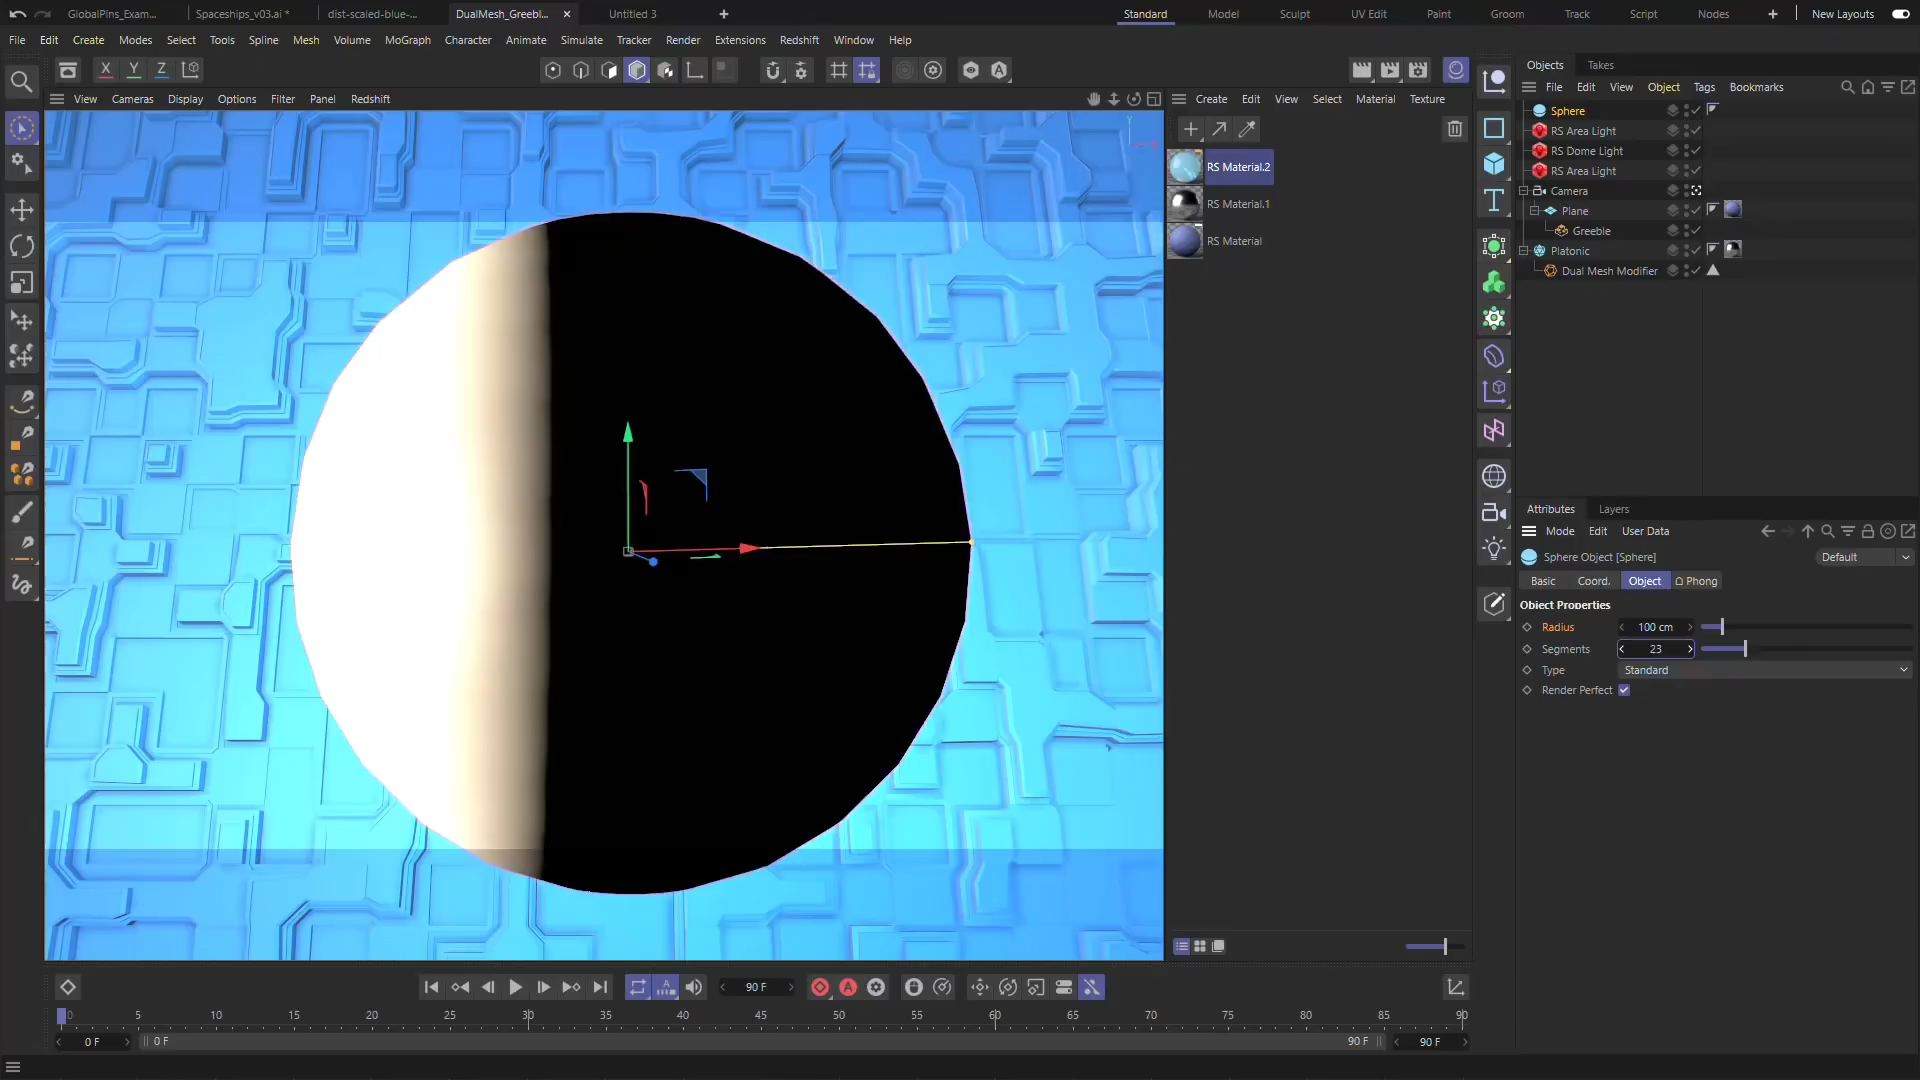 GlobalPins_Exam... Spaceships_v03.ai * dist-scaled-blue-... DualMesh_Greebl... Untitled 3 Standard Model Sculpt UV Edit Paint Groom Track Script Nodes New Layouts
File Edit Create Modes Select Tools Spline Mesh Volume MoGraph Character Animate Simulate Tracker Render Extensions Redshift Window Help
X Y Z
View Cameras Display Options Filter Panel Redshift
Y
Create Edit View Select Material Texture
RS Material.2
RS Material.1
RS Material
Objects Takes
File Edit View Object Tags Bookmarks
Sphere
RS Area Light
RS Dome Light
RS Area Light
Camera
Plane
Greeble
Platonic
Dual Mesh Modifier
Attributes Layers
Mode Edit User Data
Sphere Object [Sphere] Default
Basic Coord. Object Phong
Object Properties
Radius 100 cm
Segments 23
Type Standard
Render Perfect
90 F
0 5 10 15 20 25 30 35 40 45 50 55 60 65 70 75 80 85 90
0 F 0 F 90 F 90 F